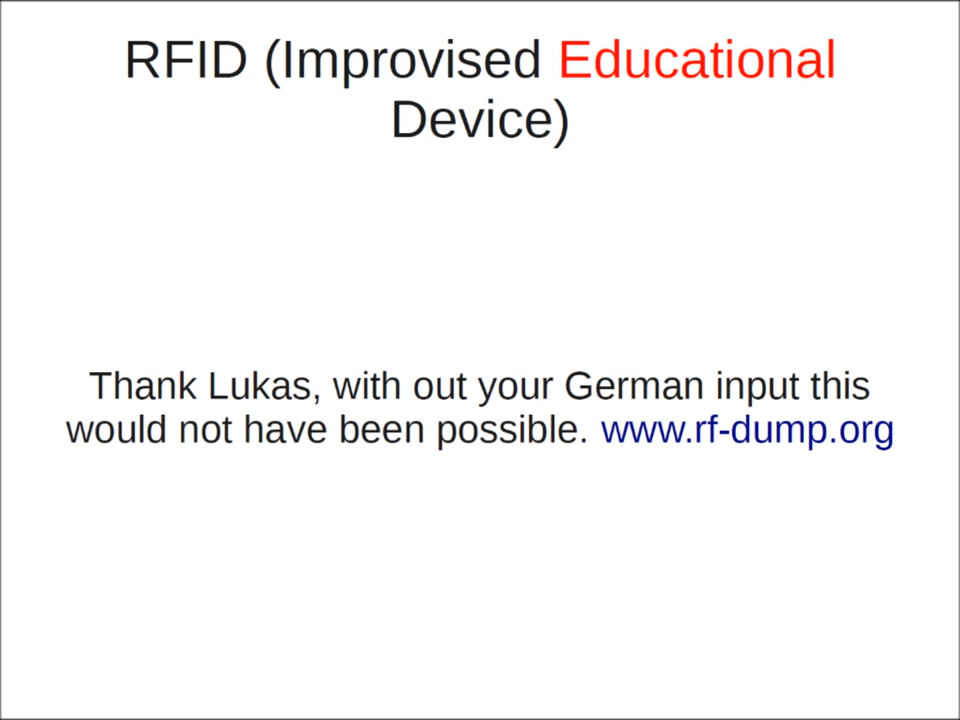 RFID (Improvised Educational
Device)
Thank Lukas, with out your German input this
would not have been possible. www.rf-dump.org